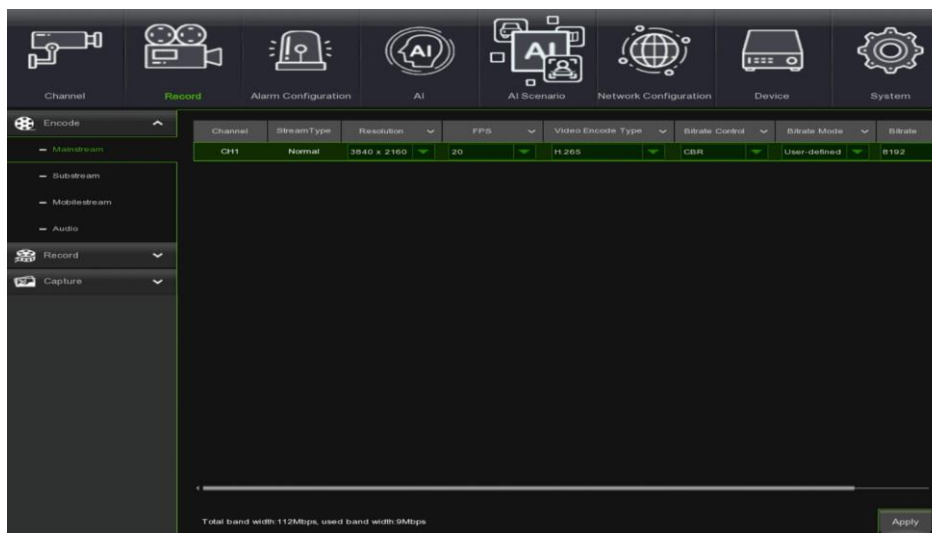 AI
AI
Channel Record Alarm Configuration AI AI Scenario Network Configuration Device System
Encode
Mainstream
Substream
Mobilestream
Audio
Record
Capture
Channel StreamType Resolution FPS Video Encode Type Bitrate Control Bitrate Mode Bitrate
CH1 Normal 3840 x 2160 20 H.265 CBR User-defined 8192
Total band width:112Mbps, used band width:9Mbps
Apply